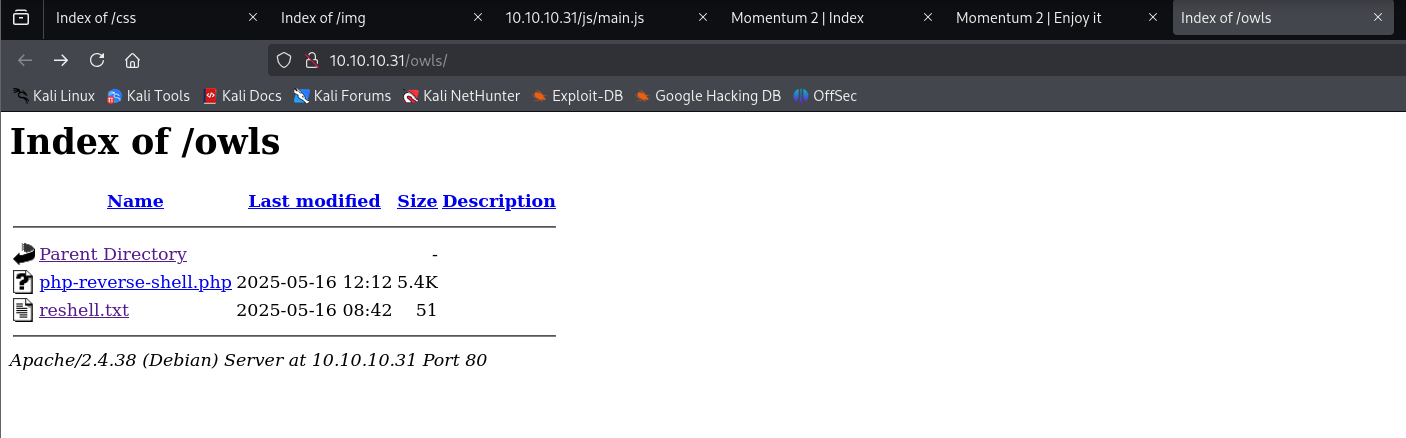 Index of /css
Index of /img
10.10.10.31/js/main.js
Momentum 2 | Index
Momentum 2 | Enjoy it
Index of /owls
10.10.10.31/owls/
Kali Linux Kali Tools Kali Docs Kali Forums Kali NetHunter Exploit-DB Google Hacking DB OffSec
Index of /owls
Name Last modified Size Description
Parent Directory -
php-reverse-shell.php 2025-05-16 12:12 5.4K
reshell.txt 2025-05-16 08:42 51
Apache/2.4.38 (Debian) Server at 10.10.10.31 Port 80